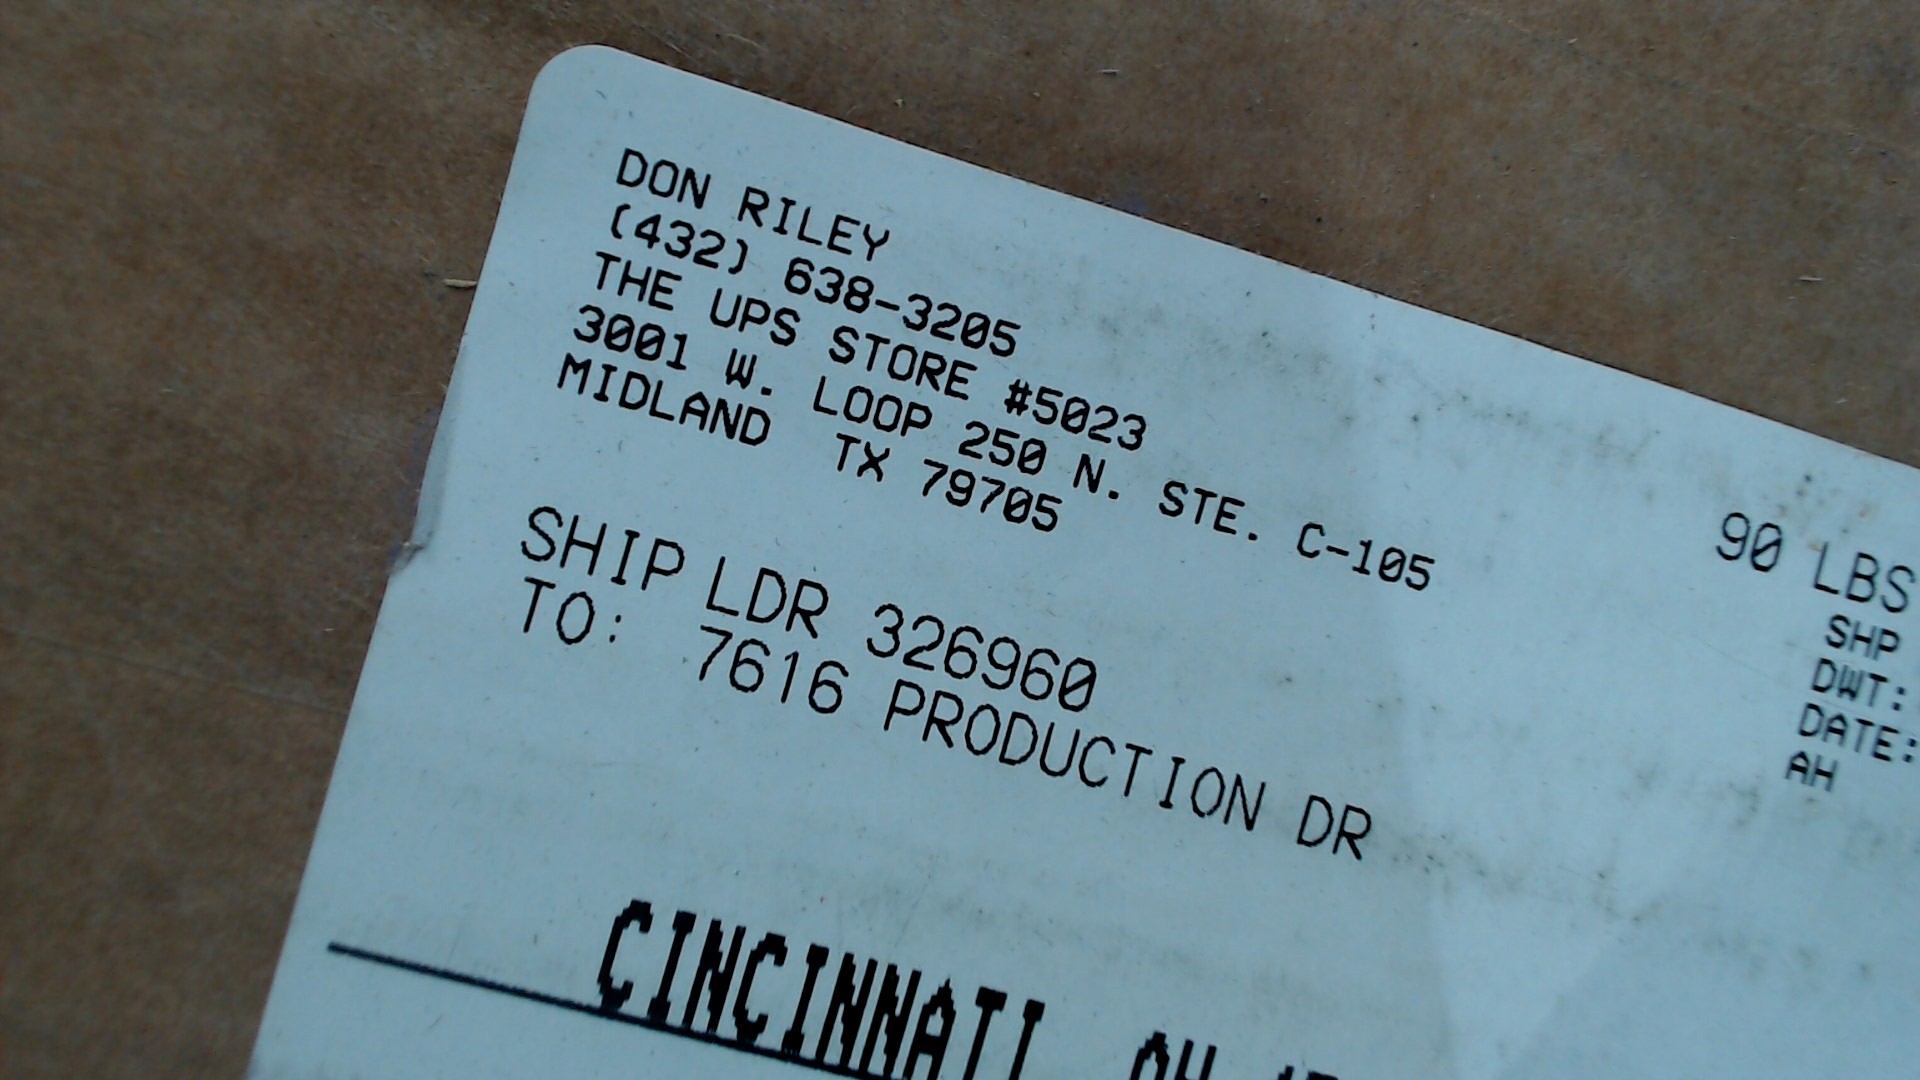 DON RILEY
(432) 638-3205
THE UPS STORE #5023
3001 W. LOOP 250 N. STE. C-105
MIDLAND TX 79705
90 LBS
SHP
DWT:
DATE:
AH
SHIP LDR 326960
TO: 7616 PRODUCTION DR
CINCINNATI OH